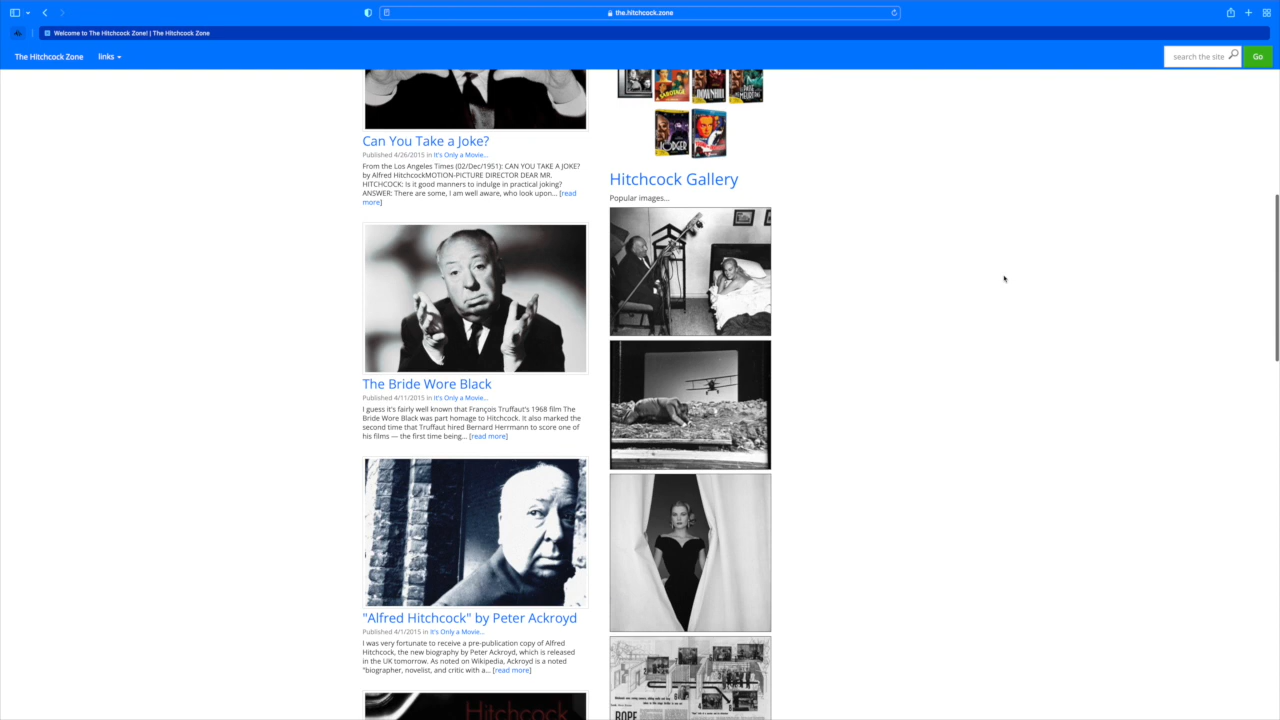 the.hitchcock.zone
Welcome to The Hitchcock Zone! | The Hitchcock Zone
The Hitchcock Zone
links
search the site
Go
Can You Take a Joke?
Published 4/26/2015 in It's Only a Movie...
From the Los Angeles Times (02/Dec/1951): CAN YOU TAKE A JOKE?
by Alfred HitchcockMOTION-PICTURE DIRECTOR DEAR MR.
HITCHCOCK: Is it good manners to indulge in practical joking?
ANSWER: There are some, I am well aware, who look upon... [read
more]
The Bride Wore Black
Published 4/11/2015 in It's Only a Movie...
I guess it's fairly well known that François Truffaut's 1968 film The
Bride Wore Black was part homage to Hitchcock. It also marked the
second time that Truffaut hired Bernard Herrmann to score one of
his films — the first time being... [read more]
"Alfred Hitchcock" by Peter Ackroyd
Published 4/1/2015 in It's Only a Movie...
I was very fortunate to receive a pre-publication copy of Alfred
Hitchcock, the new biography by Peter Ackroyd, which is released
in the UK tomorrow. As noted on Wikipedia, Ackroyd is a noted
"biographer, novelist, and critic with a... [read more]
Hitchcock
SABOTAGE
DOWNHILL
LODGER
Hitchcock Gallery
Popular images...
ROPE